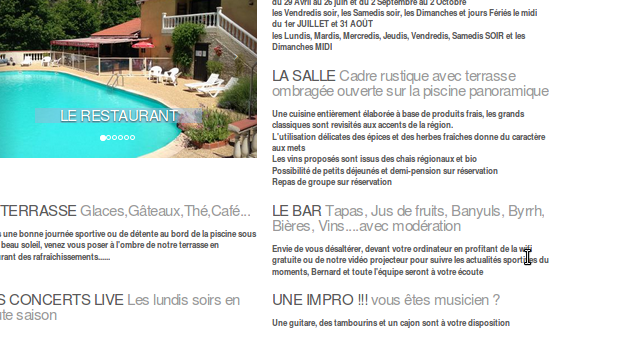 du 29 Avril au 26 juin et du 2 Septembre au 2 Octobre
les Vendredis soir, les Samedis soir, les Dimanches et jours Fériés le midi
du 1er JUILLET et 31 AOÛT
les Lundis, Mardis, Mercredis, Jeudis, Vendredis, Samedis SOIR et les
Dimanches MIDI
LA SALLE Cadre rustique avec terrasse
ombragée ouverte sur la piscine panoramique
Une cuisine entièrement élaborée à base de produits frais, les grands
classiques sont revisités aux accents de la région.
L'utilisation délicates des épices et des herbes fraîches donne du caractère
aux mets
Les vins proposés sont issus des chais régionaux et bio
Possibilité de petits déjeunés et demi-pension sur réservation
Repas de groupe sur réservation
LE RESTAURANT
TERRASSE Glaces,Gâteaux,Thé,Café...
s une bonne journée sportive ou de détente au bord de la piscine sous
beau soleil, venez vous poser à l'ombre de notre terrasse en
urant des rafraichissements......
LE BAR Tapas, Jus de fruits, Banyuls, Byrrh,
Bières, Vins....avec modération
Envie de vous désaltérer, devant votre ordinateur en profitant de la wifi
gratuite ou de notre vidéo projecteur pour suivre les actualités sportives du
moments, Bernard et toute l'équipe seront à votre écoute
S CONCERTS LIVE Les lundis soirs en
ute saison
UNE IMPRO !!! vous êtes musicien ?
Une guitare, des tambourins et un cajon sont à votre disposition